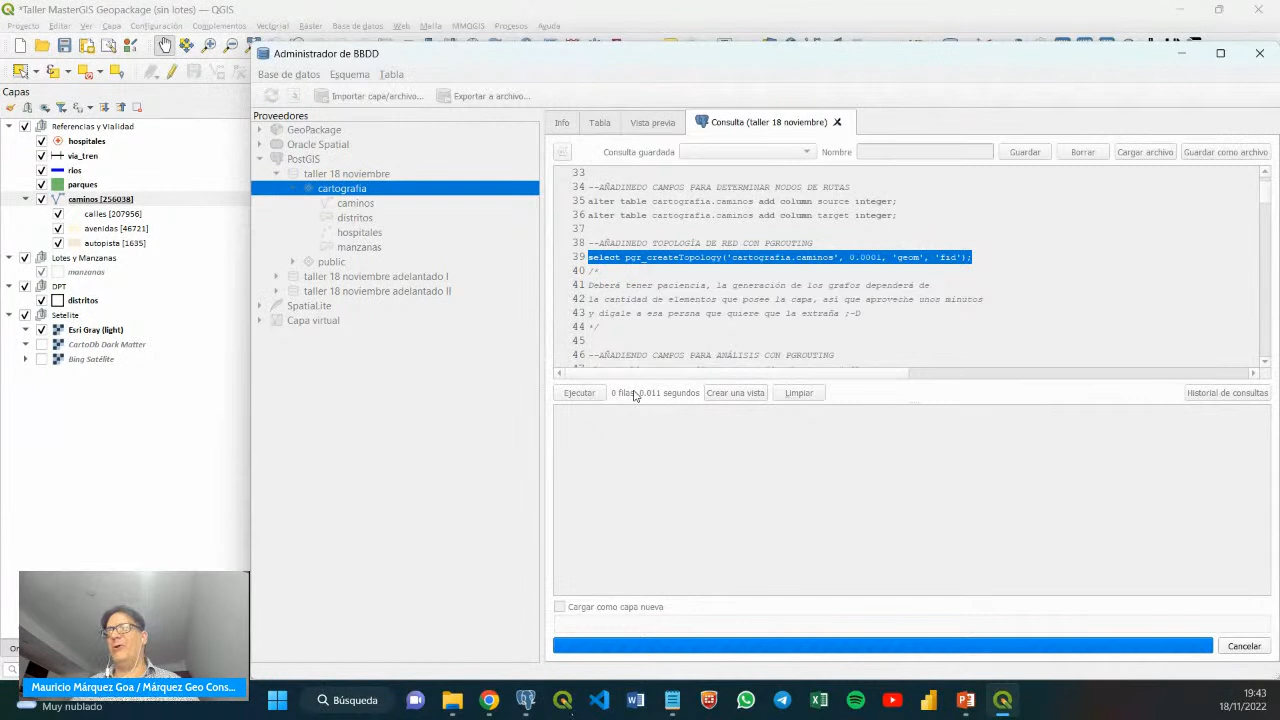 *Taller MasterGIS Geopackage (sin lotes) — QGIS
Proyecto Editar Ver Capa Configuración Complementos Vectorial Ráster Base de datos Web Malla MMQGIS Procesos Ayuda
Administrador de BBDD
Base de datos Esquema Tabla
Importar capa/archivo... Exportar a archivo...
Capas
Referencias y Vialidad
hospitales
via_tren
rios
parques
caminos [256038]
calles [207956]
avenidas [46721]
autopista [1635]
Lotes y Manzanas
manzanas
DPT
distritos
Setelite
Esri Gray (light)
CartoDb Dark Matter
Bing Satélite
Proveedores
GeoPackage
Oracle Spatial
PostGIS
taller 18 noviembre
cartografia
caminos
distritos
hospitales
manzanas
public
taller 18 noviembre adelantado I
taller 18 noviembre adelantado II
SpatiaLite
Capa virtual
Info Tabla Vista previa Consulta (taller 18 noviembre)
Consulta guardada Nombre Guardar Borrar Cargar archivo Guardar como archivo
33
34 --AÑADINEDO CAMPOS PARA DETERMINAR NODOS DE RUTAS
35 alter table cartografia.caminos add column source integer;
36 alter table cartografia.caminos add column target integer;
37
38 --AÑADINEDO TOPOLOGÍA DE RED CON PGROUTING
39 select pgr_createTopology('cartografia.caminos', 0.0001, 'geom', 'fid');
40 /*
41 Deberá tener paciencia, la generación de los grafos dependerá de
42 la cantidad de elementos que posee la capa, así que aproveche unos minutos
43 y dígale a esa persna que quiere que la extraña ;-D
44 */
45
46 --AÑADIENDO CAMPOS PARA ANÁLISIS CON PGROUTING
Ejecutar 0 filas, 0.011 segundos Crear una vista Limpiar Historial de consultas
Cargar como capa nueva
Cancelar
Mauricio Márquez Goa / Márquez Geo Cons...
Muy nublado
Búsqueda
19:43
18/11/2022